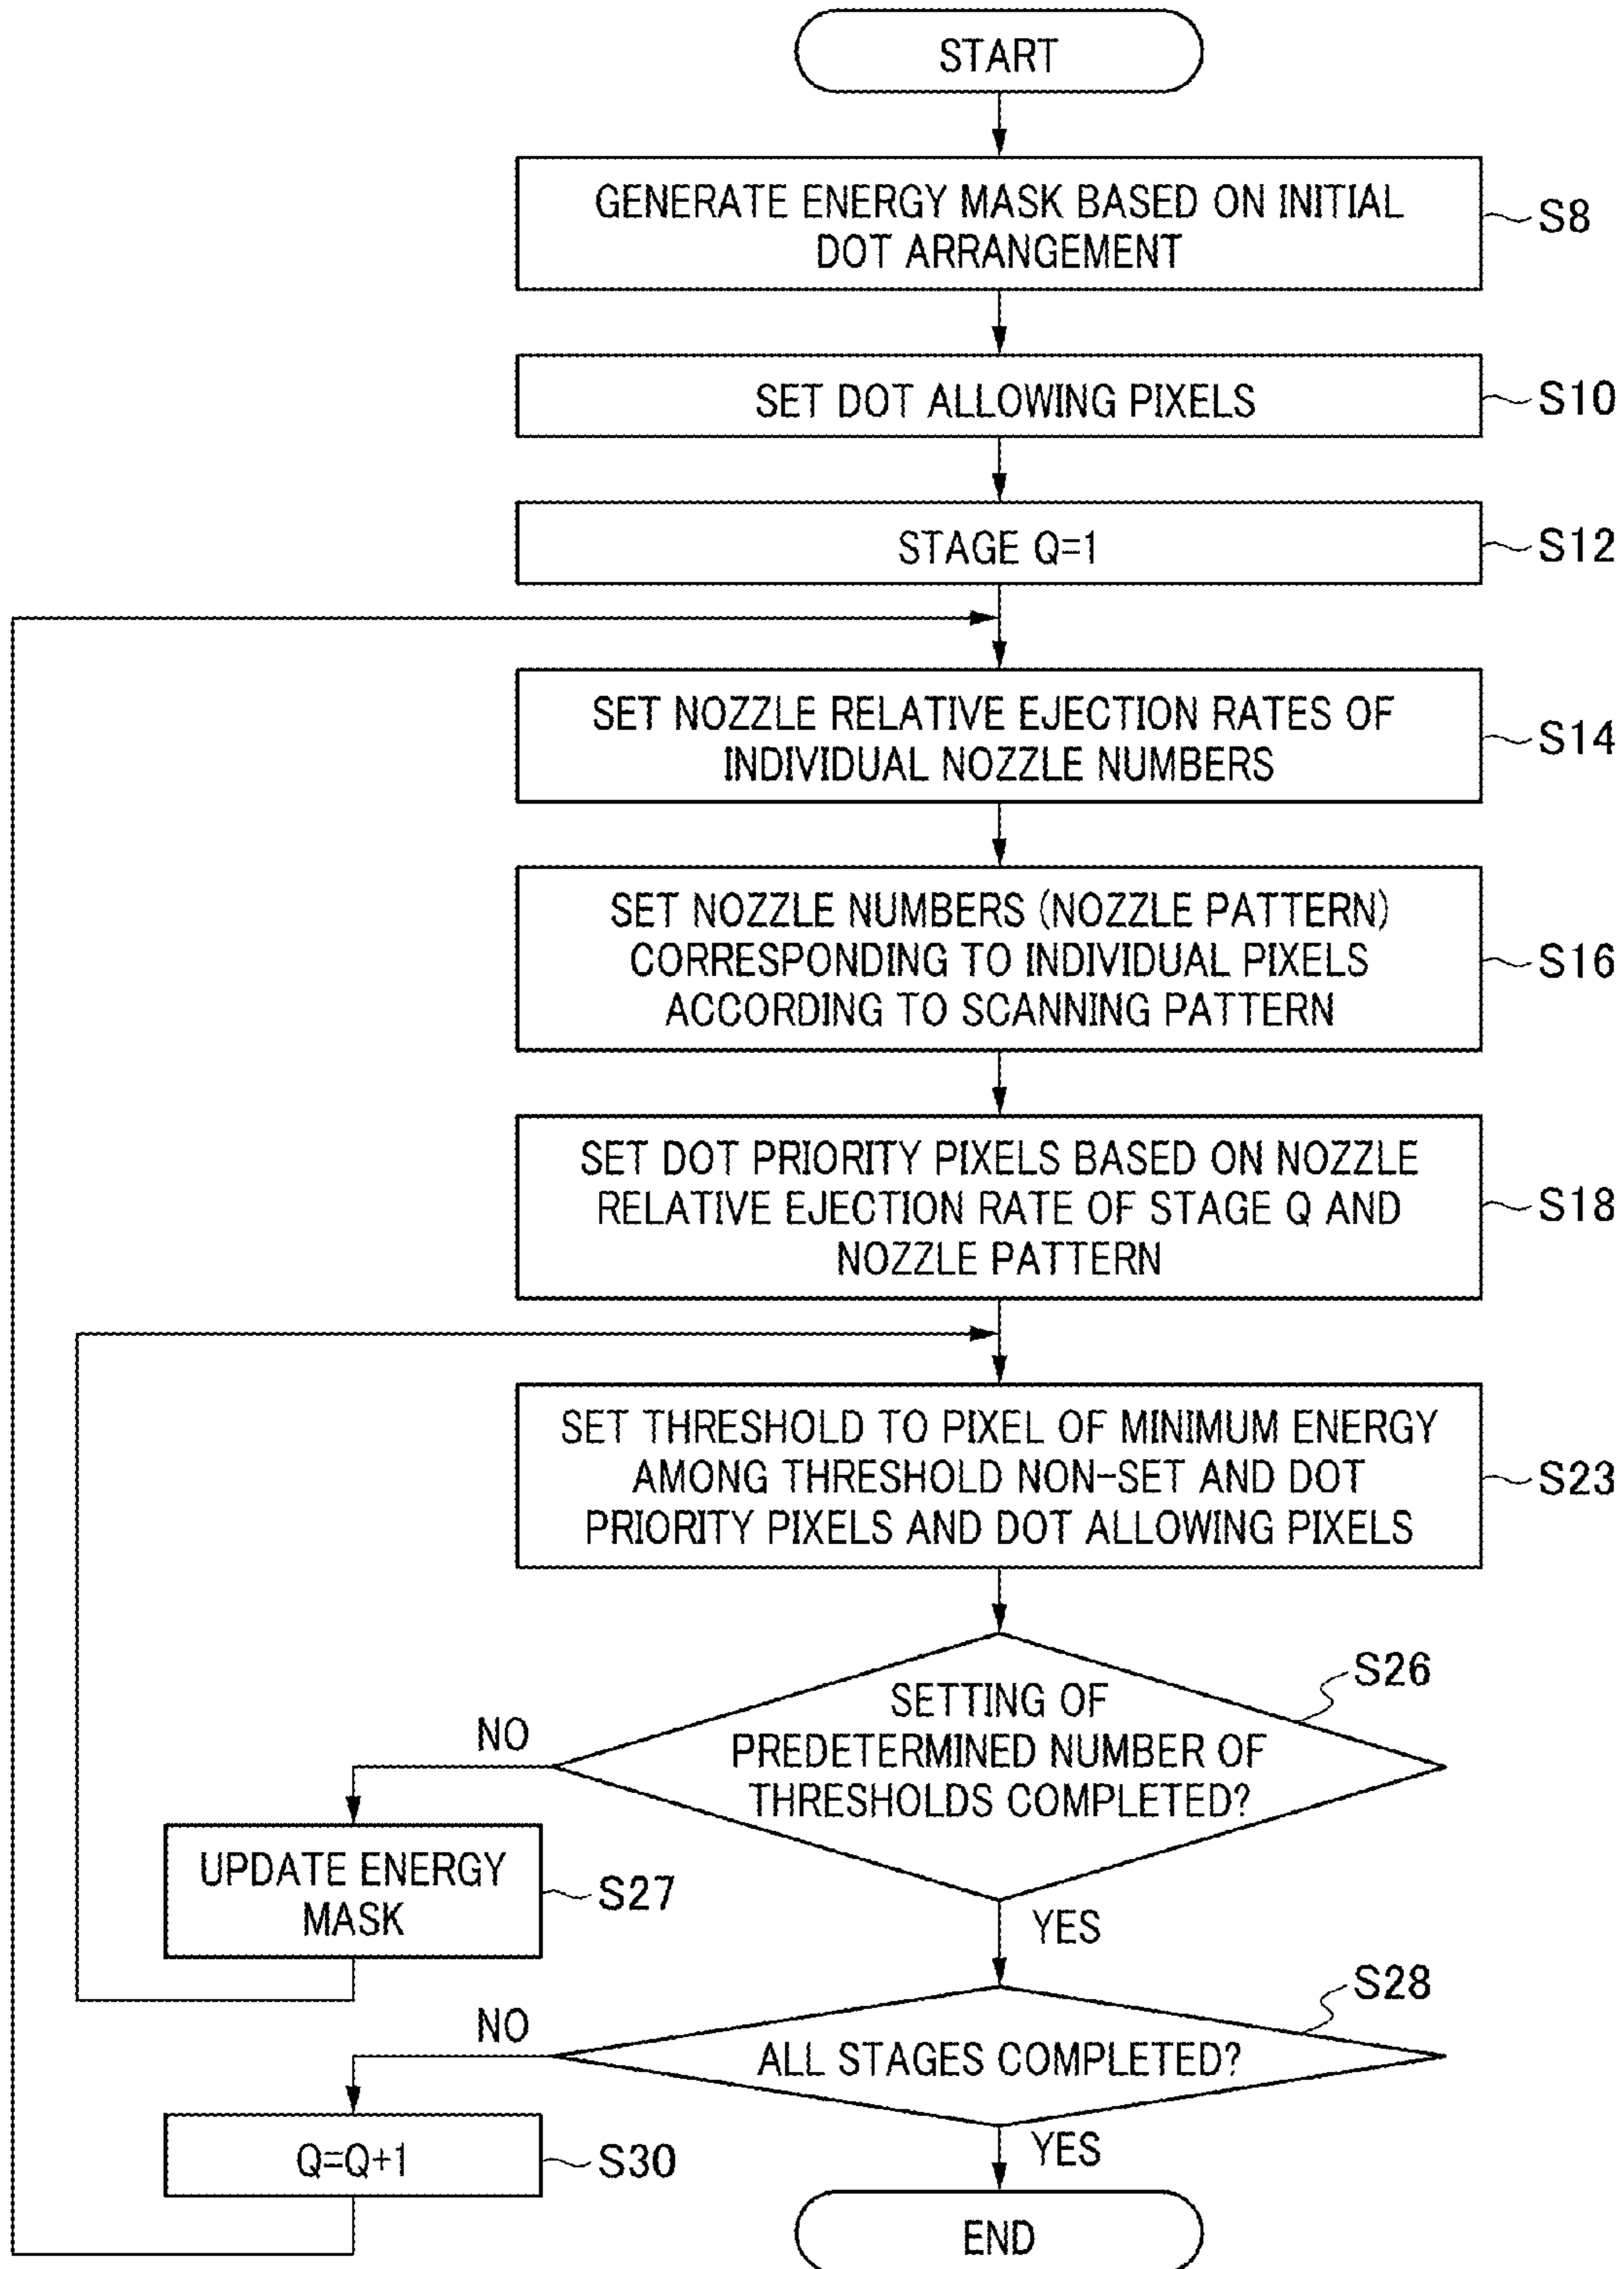 START
GENERATE ENERGY MASK BASED ON INITIAL
DOT ARRANGEMENT
S8
SET DOT ALLOWING PIXELS
S10
STAGE Q=1
S12
SET NOZZLE RELATIVE EJECTION RATES OF
INDIVIDUAL NOZZLE NUMBERS
S14
SET NOZZLE NUMBERS (NOZZLE PATTERN)
CORRESPONDING TO INDIVIDUAL PIXELS
ACCORDING TO SCANNING PATTERN
S16
SET DOT PRIORITY PIXELS BASED ON NOZZLE
RELATIVE EJECTION RATE OF STAGE Q AND
NOZZLE PATTERN
S18
SET THRESHOLD TO PIXEL OF MINIMUM ENERGY
AMONG THRESHOLD NON-SET AND DOT
PRIORITY PIXELS AND DOT ALLOWING PIXELS
S23
SETTING OF
PREDETERMINED NUMBER OF
THRESHOLDS COMPLETED?
S26
NO
UPDATE ENERGY
MASK
S27
YES
ALL STAGES COMPLETED?
S28
NO
Q=Q+1
S30
YES
END